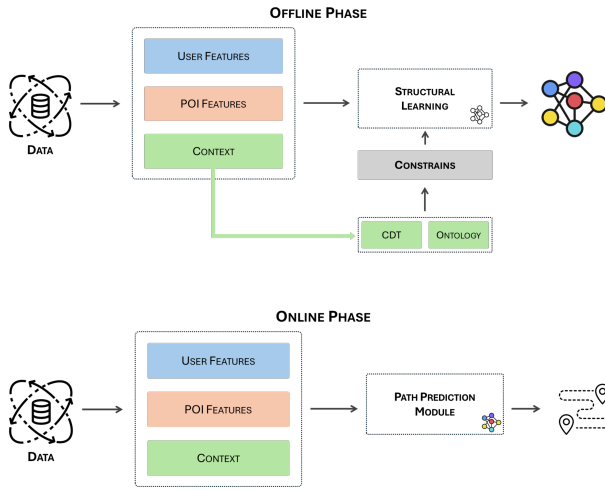 OFFLINE PHASE
USER FEATURES
POI FEATURES
CONTEXT
DATA
STRUCTURAL
LEARNING
CONSTRAINS
CDT
ONTOLOGY
ONLINE PHASE
USER FEATURES
POI FEATURES
CONTEXT
DATA
PATH PREDICTION
MODULE